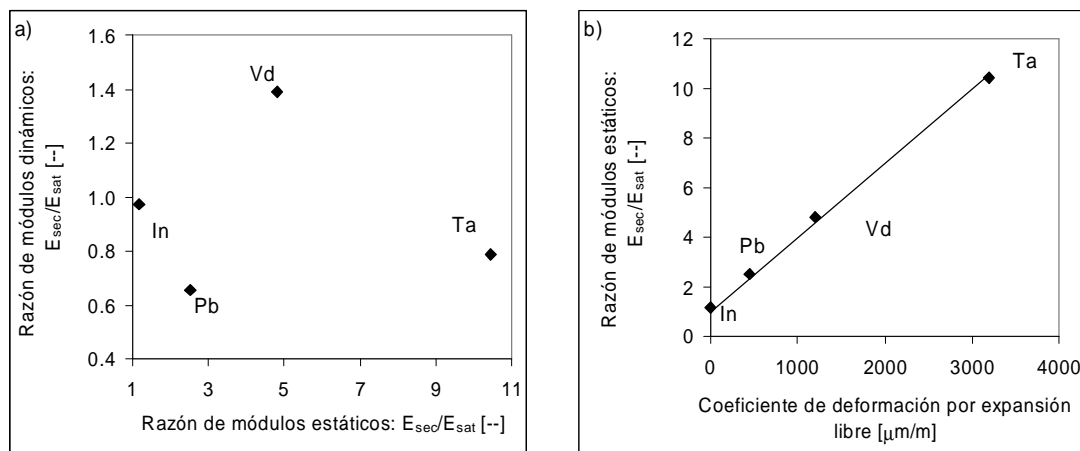 a)
Razón de módulos dinámicos:
Esec/Esat [--]
1.6
1.4
1.2
1.0
0.8
0.6
0.4
Vd
In
Ta
Pb
1 3 5 7 9 11
Razón de módulos estáticos: Esec/Esat [--]
b)
Razón de módulos estáticos:
Esec/Esat [--]
12
10
8
6
4
2
0
Ta
Vd
Pb
In
0 1000 2000 3000 4000
Coeficiente de deformación por expansión
libre [μm/m]